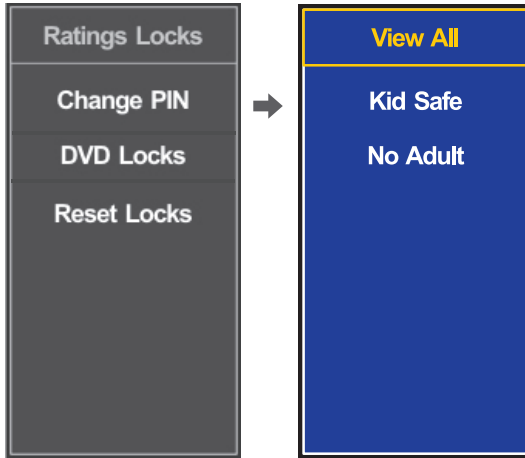 Ratings Locks
Change PIN
DVD Locks
Reset Locks
View All
Kid Safe
No Adult